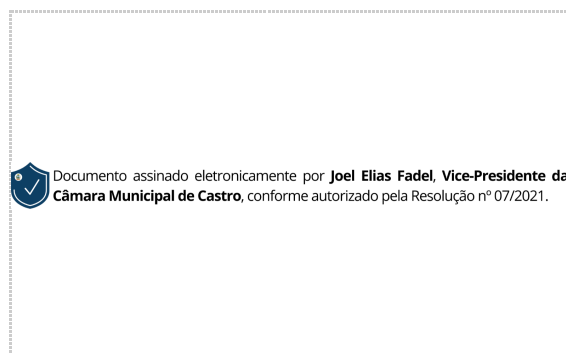 Documento assinado eletronicamente por Joel Elias Fadel, Vice-Presidente da
Câmara Municipal de Castro, conforme autorizado pela Resolução nº 07/2021.